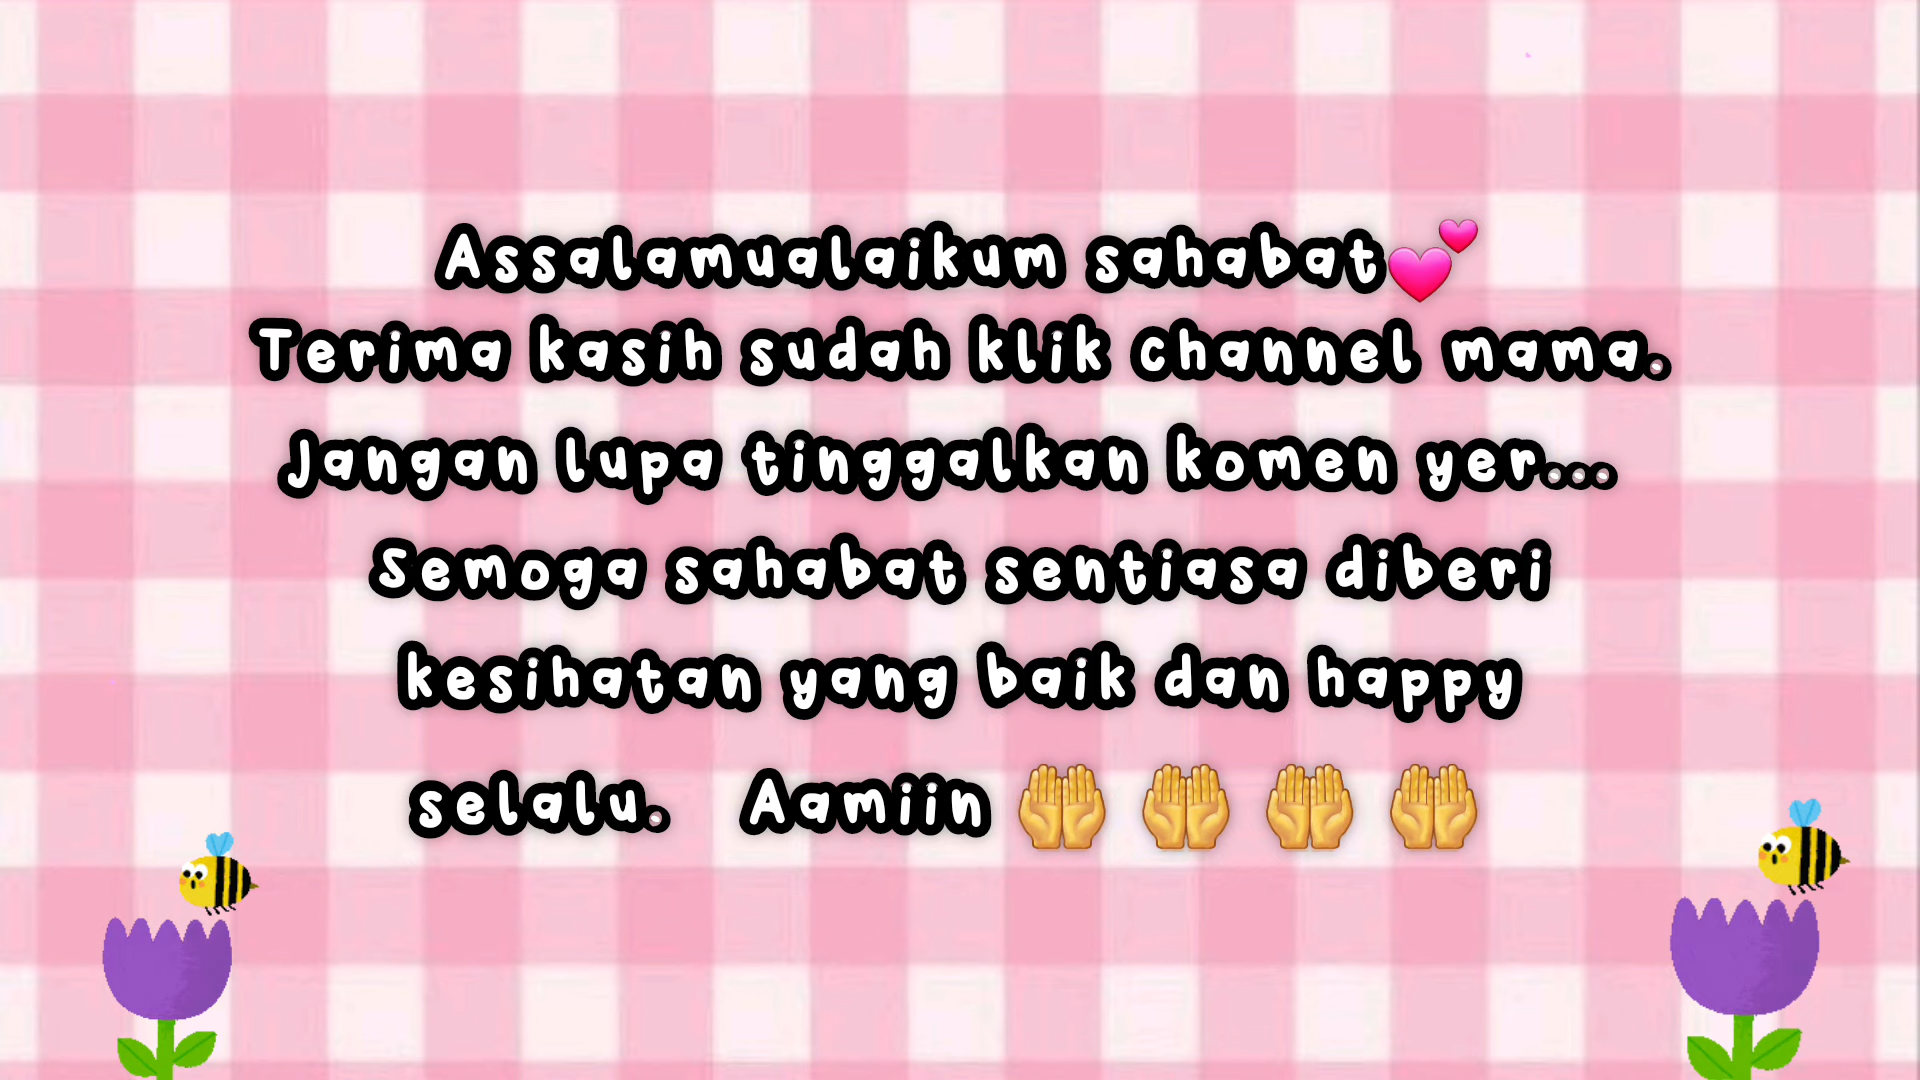 Assalamualaikum sahabat💕
Terima kasih sudah klik channel mama.
Jangan lupa tinggalkan komen yer...
Semoga sahabat sentiasa diberi
kesihatan yang baik dan happy
selalu. Aamiin 🤲 🤲 🤲 🤲